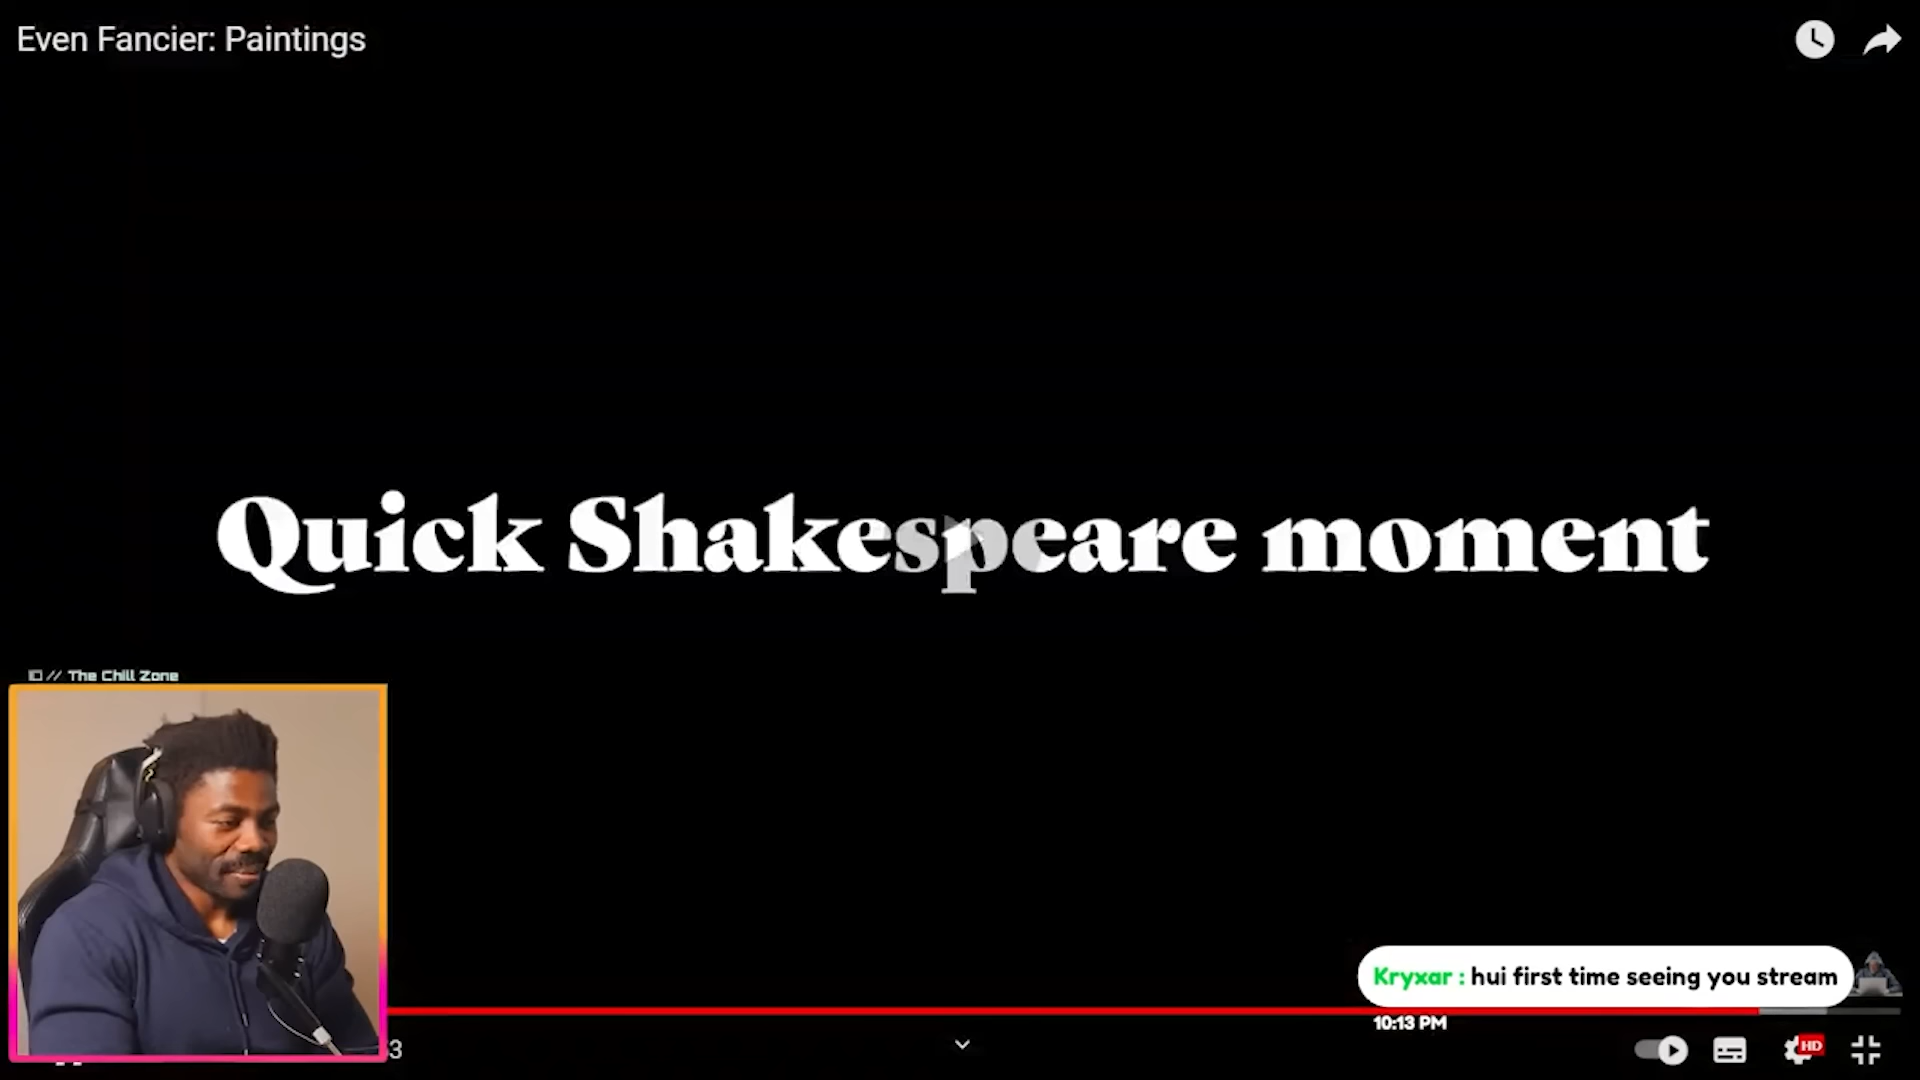 Even Fancier: Paintings
Quick Shakespeare moment
// The Chill Zone
Kryxar : hui first time seeing you stream
10:13 PM
3
HD